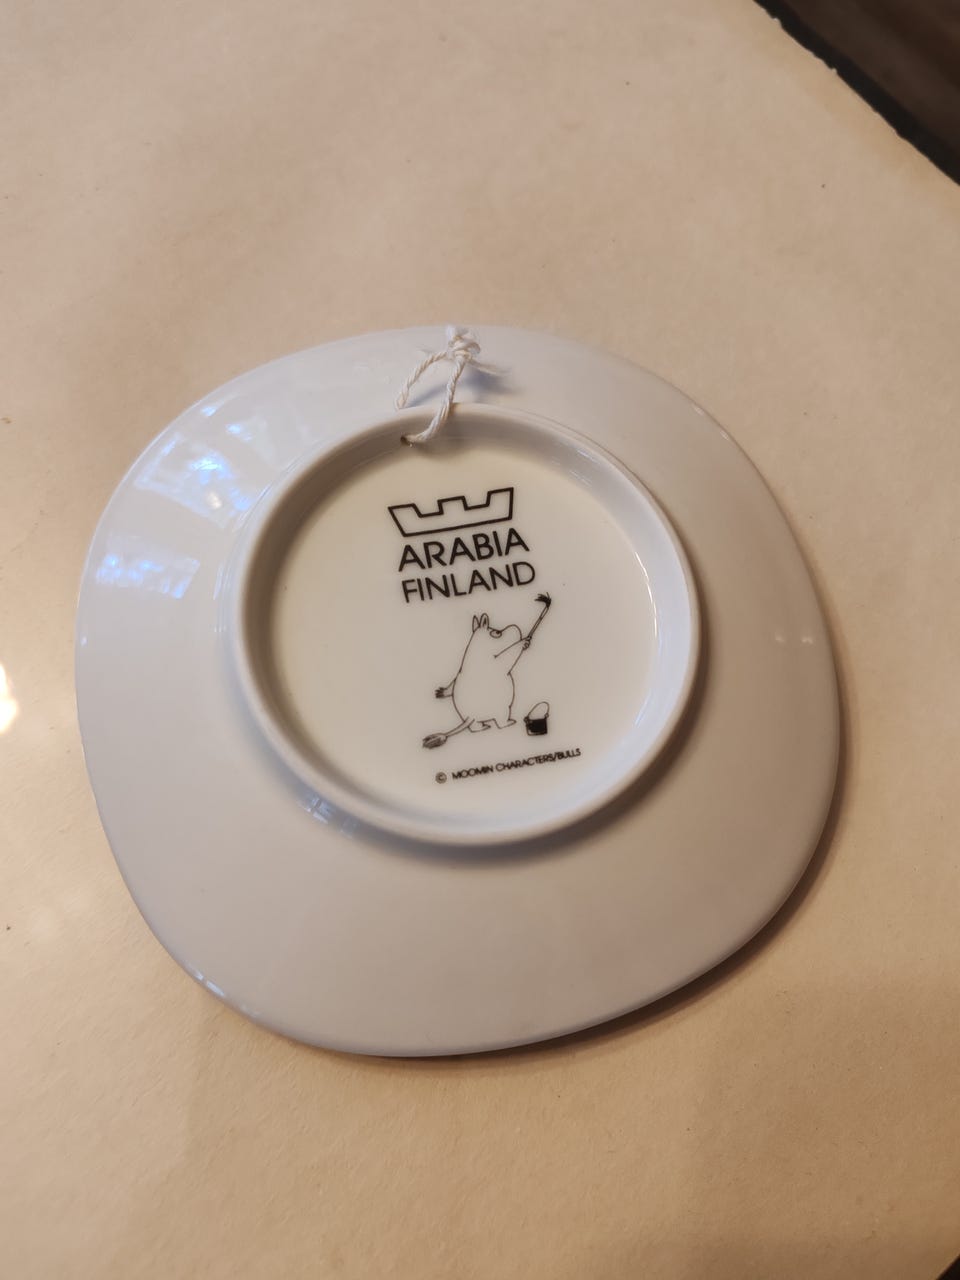 ARABIA
FINLAND
© MOOMIN CHARACTERS/BULLS